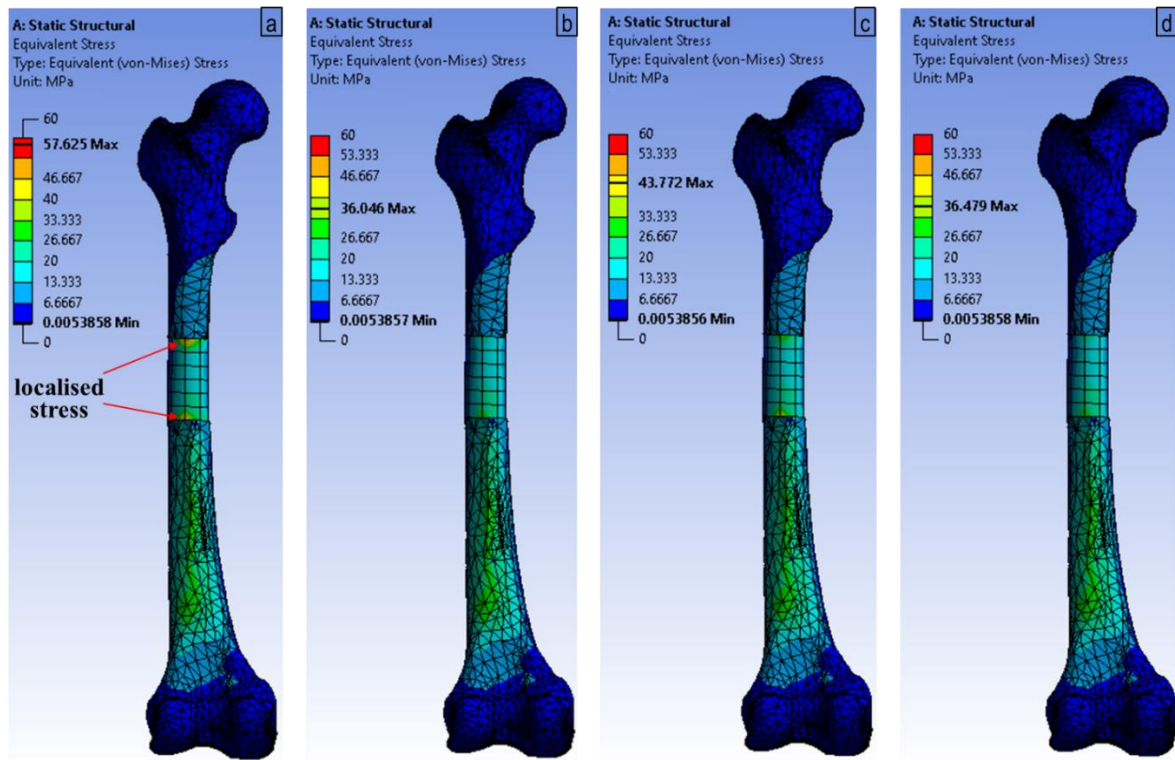 a
A: Static Structural
Equivalent Stress
Type: Equivalent (von-Mises) Stress
Unit: MPa
60
57.625 Max
46.667
40
33.333
26.667
20
13.333
6.6667
0.0053858 Min
0
localised
stress
b
A: Static Structural
Equivalent Stress
Type: Equivalent (von-Mises) Stress
Unit: MPa
60
53.333
46.667
36.046 Max
26.667
20
13.333
6.6667
0.0053857 Min
0
c
A: Static Structural
Equivalent Stress
Type: Equivalent (von-Mises) Stress
Unit: MPa
60
53.333
43.772 Max
33.333
26.667
20
13.333
6.6667
0.0053856 Min
0
d
A: Static Structural
Equivalent Stress
Type: Equivalent (von-Mises) Stress
Unit: MPa
60
53.333
46.667
36.479 Max
26.667
20
13.333
6.6667
0.0053858 Min
0